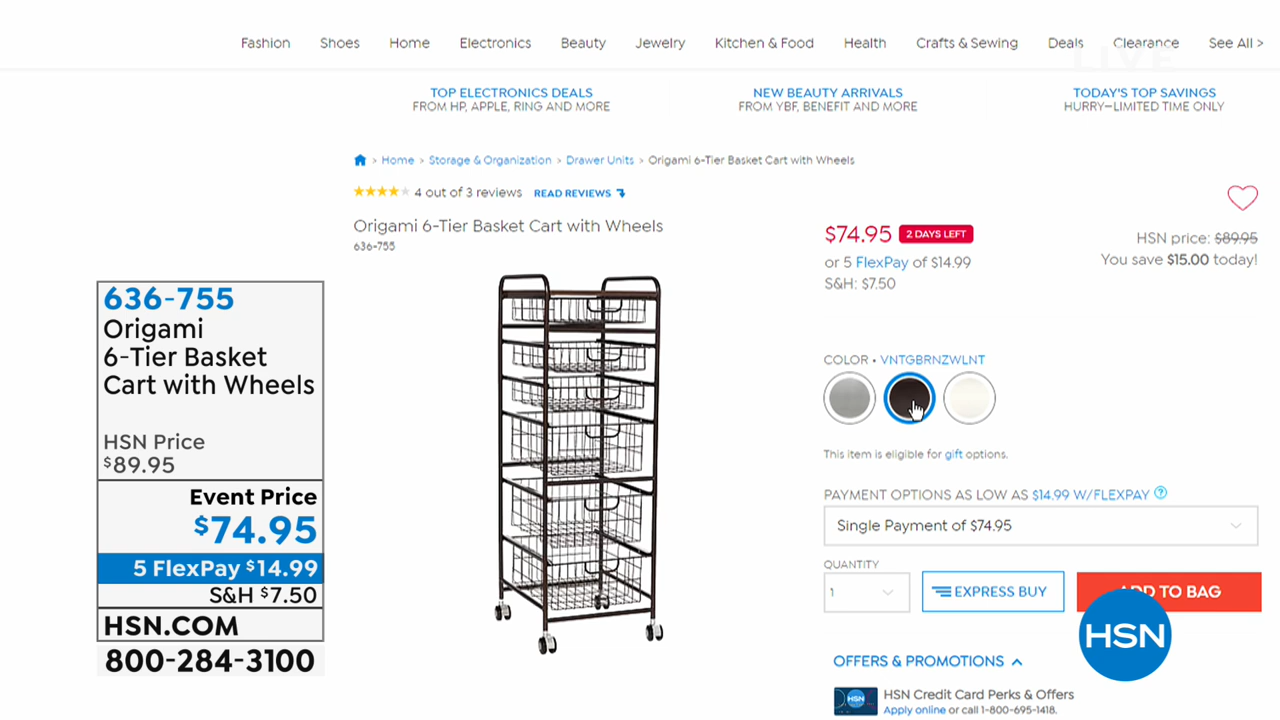 Fashion Shoes Home Electronics Beauty Jewelry Kitchen & Food Health Crafts & Sewing Deals Clearance See All >
LIVE
TOP ELECTRONICS DEALS
FROM HP, APPLE, RING AND MORE
NEW BEAUTY ARRIVALS
FROM YBF, BENEFIT AND MORE
TODAY'S TOP SAVINGS
HURRY—LIMITED TIME ONLY
> Home > Storage & Organization > Drawer Units > Origami 6-Tier Basket Cart with Wheels
4 out of 3 reviews READ REVIEWS
Origami 6-Tier Basket Cart with Wheels
636-755
$74.95 2 DAYS LEFT
or 5 FlexPay of $14.99
S&H: $7.50
HSN price: $89.95
You save $15.00 today!
COLOR • VNTGBRNZWLNT
This item is eligible for gift options.
PAYMENT OPTIONS AS LOW AS $14.99 W/FLEXPAY ?
Single Payment of $74.95
QUANTITY
1
EXPRESS BUY
ADD TO BAG
HSN
OFFERS & PROMOTIONS
HSN
HSN Credit Card Perks & Offers
Apply online or call 1-800-695-1418.
636-755
Origami
6-Tier Basket
Cart with Wheels
HSN Price
$89.95
Event Price
$74.95
5 FlexPay $14.99
S&H $7.50
HSN.COM
800-284-3100